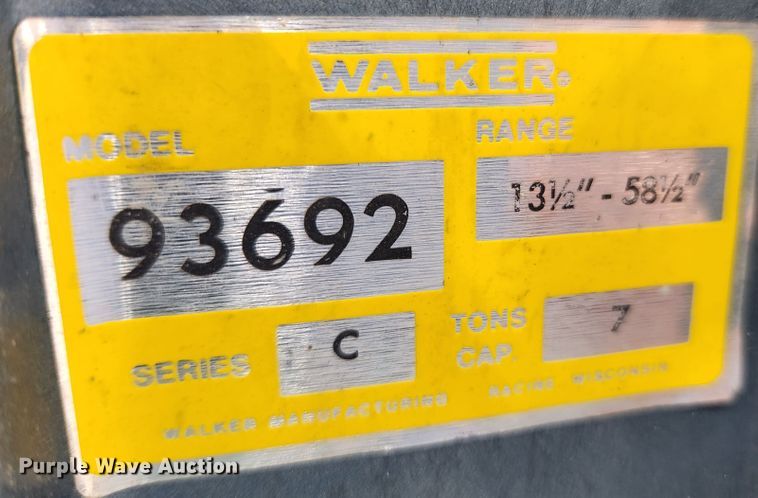 WALKER®
MODEL
RANGE
93692
13½" - 58½"
SERIES C
TONS CAP. 7
WALKER MANUFACTURING RACINE, WISCONSIN
Purple Wave Auction